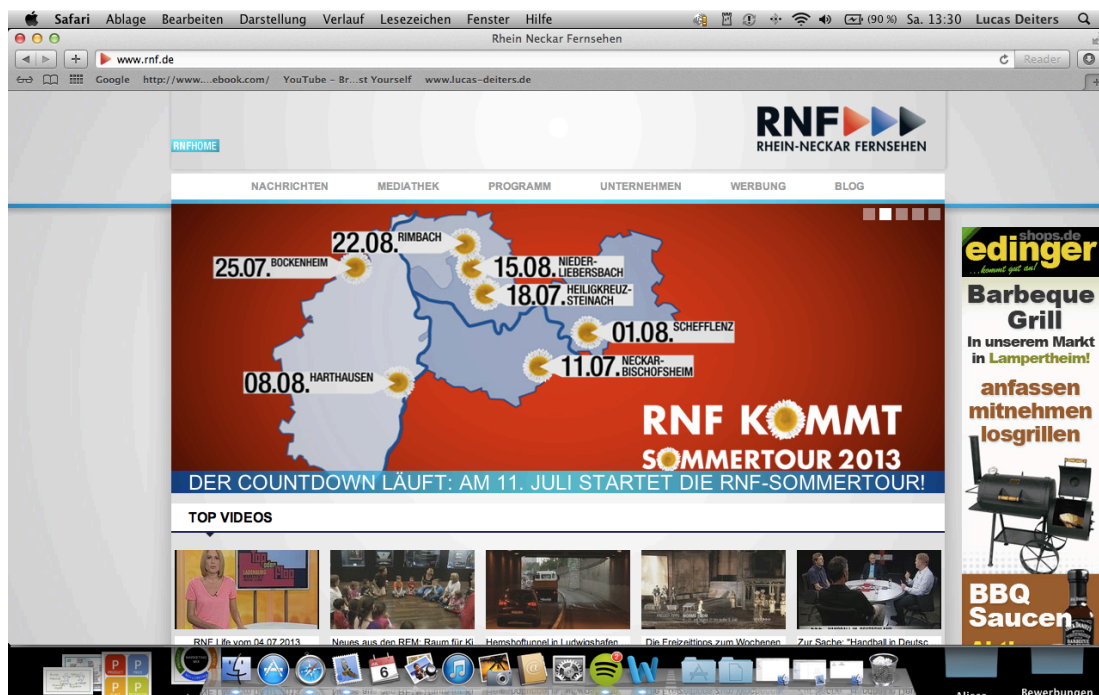 Safari Ablage Bearbeiten Darstellung Verlauf Lesezeichen Fenster Hilfe (90 %) Sa. 13:30 Lucas Deiters
Rhein Neckar Fernsehen
www.rnf.de Reader
Google http://www....ebook.com/ YouTube - Br...st Yourself www.lucas-deiters.de
RNF
RHEIN-NECKAR FERNSEHEN
RNFHOME
NACHRICHTEN MEDIATHEK PROGRAMM UNTERNEHMEN WERBUNG BLOG
22.08. RIMBACH
25.07. BOCKENHEIM
15.08. NIEDER-
LIEBERSBACH
18.07. HEILIGKREUZ-
STEINACH
01.08. SCHEFFLENZ
11.07. NECKAR-
BISCHOFSHEIM
08.08. HARTHAUSEN
RNF KOMMT
SOMMERTOUR 2013
DER COUNTDOWN LÄUFT: AM 11. JULI STARTET DIE RNF-SOMMERTOUR!
shops.de
edinger
...kommt gut an!
Barbeque
Grill
In unserem Markt
in Lampertheim!
anfassen
mitnehmen
losgrillen
BBQ
Saucen
TOP VIDEOS
RNF Life vom 04.07.2013
Neues aus den REM: Raum für Ki
Hemshoftunnel in Ludwigshafen
Die Freizeittipps zum Wochenen
Zur Sache: "Handball in Deutsc
P P
P P
6
Bewerbungen